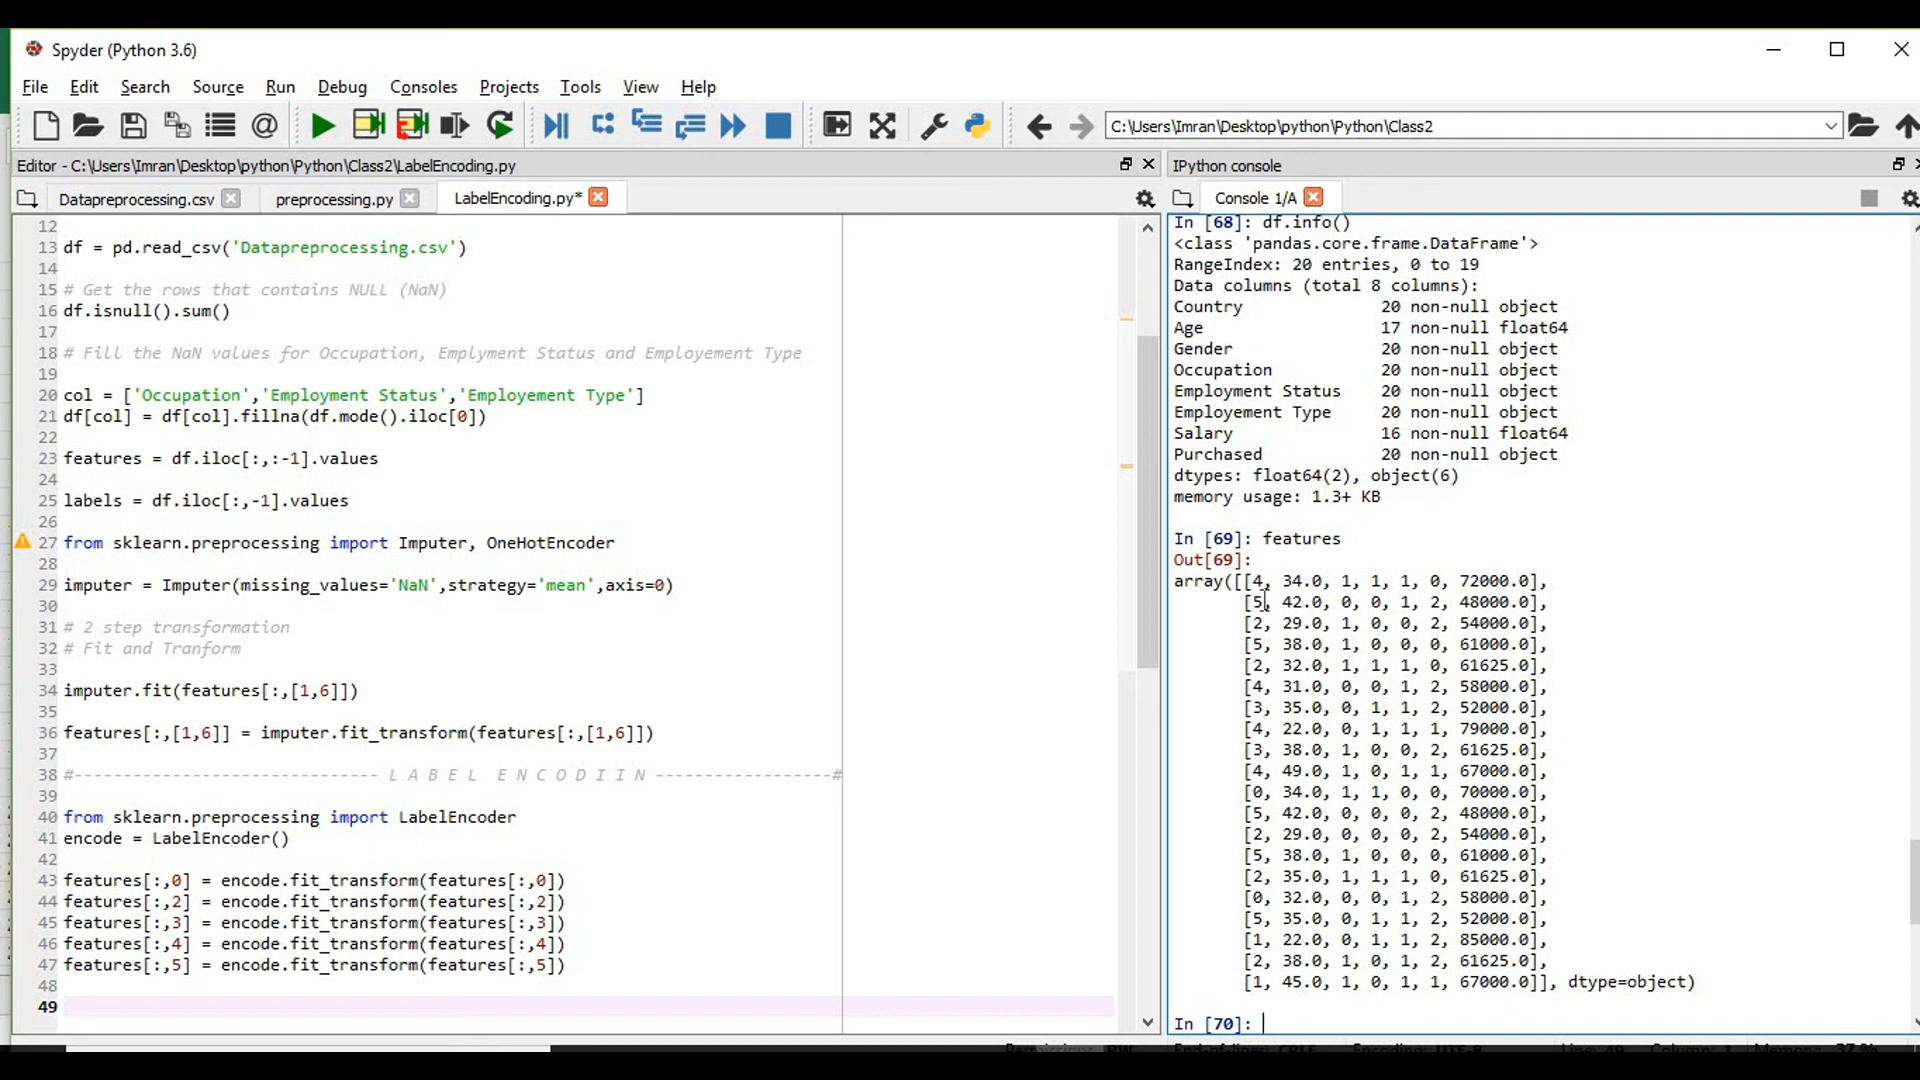 Spyder (Python 3.6)
File Edit Search Source Run Debug Consoles Projects Tools View Help
C:\Users\Imran\Desktop\python\Python\Class2
Editor - C:\Users\Imran\Desktop\python\Python\Class2\LabelEncoding.py
Datapreprocessing.csv preprocessing.py LabelEncoding.py*
12
13 df = pd.read_csv('Datapreprocessing.csv')
14
15 # Get the rows that contains NULL (NaN)
16 df.isnull().sum()
17
18 # Fill the NaN values for Occupation, Emplyment Status and Employement Type
19
20 col = ['Occupation','Employment Status','Employement Type']
21 df[col] = df[col].fillna(df.mode().iloc[0])
22
23 features = df.iloc[:,:-1].values
24
25 labels = df.iloc[:,-1].values
26
27 from sklearn.preprocessing import Imputer, OneHotEncoder
28
29 imputer = Imputer(missing_values='NaN',strategy='mean',axis=0)
30
31 # 2 step transformation
32 # Fit and Tranform
33
34 imputer.fit(features[:,[1,6]])
35
36 features[:,[1,6]] = imputer.fit_transform(features[:,[1,6]])
37
38 #------------------------------ L A B E L  E N C O D I I N ------------------#
39
40 from sklearn.preprocessing import LabelEncoder
41 encode = LabelEncoder()
42
43 features[:,0] = encode.fit_transform(features[:,0])
44 features[:,2] = encode.fit_transform(features[:,2])
45 features[:,3] = encode.fit_transform(features[:,3])
46 features[:,4] = encode.fit_transform(features[:,4])
47 features[:,5] = encode.fit_transform(features[:,5])
48
49
IPython console
Console 1/A
In [68]: df.info()
<class 'pandas.core.frame.DataFrame'>
RangeIndex: 20 entries, 0 to 19
Data columns (total 8 columns):
Country 20 non-null object
Age 17 non-null float64
Gender 20 non-null object
Occupation 20 non-null object
Employment Status 20 non-null object
Employement Type 20 non-null object
Salary 16 non-null float64
Purchased 20 non-null object
dtypes: float64(2), object(6)
memory usage: 1.3+ KB
In [69]: features
Out[69]:
array([[4, 34.0, 1, 1, 1, 0, 72000.0],
[5, 42.0, 0, 0, 1, 2, 48000.0],
[2, 29.0, 1, 0, 0, 2, 54000.0],
[5, 38.0, 1, 0, 0, 0, 61000.0],
[2, 32.0, 1, 1, 1, 0, 61625.0],
[4, 31.0, 0, 0, 1, 2, 58000.0],
[3, 35.0, 0, 1, 1, 2, 52000.0],
[4, 22.0, 0, 1, 1, 1, 79000.0],
[3, 38.0, 1, 0, 0, 2, 61625.0],
[4, 49.0, 1, 0, 1, 1, 67000.0],
[0, 34.0, 1, 1, 0, 0, 70000.0],
[5, 42.0, 0, 0, 0, 2, 48000.0],
[2, 29.0, 0, 0, 0, 2, 54000.0],
[5, 38.0, 1, 0, 0, 0, 61000.0],
[2, 35.0, 1, 1, 1, 0, 61625.0],
[0, 32.0, 0, 0, 1, 2, 58000.0],
[5, 35.0, 0, 1, 1, 2, 52000.0],
[1, 22.0, 0, 1, 1, 2, 85000.0],
[2, 38.0, 1, 0, 1, 2, 61625.0],
[1, 45.0, 1, 0, 1, 1, 67000.0]], dtype=object)
In [70]: